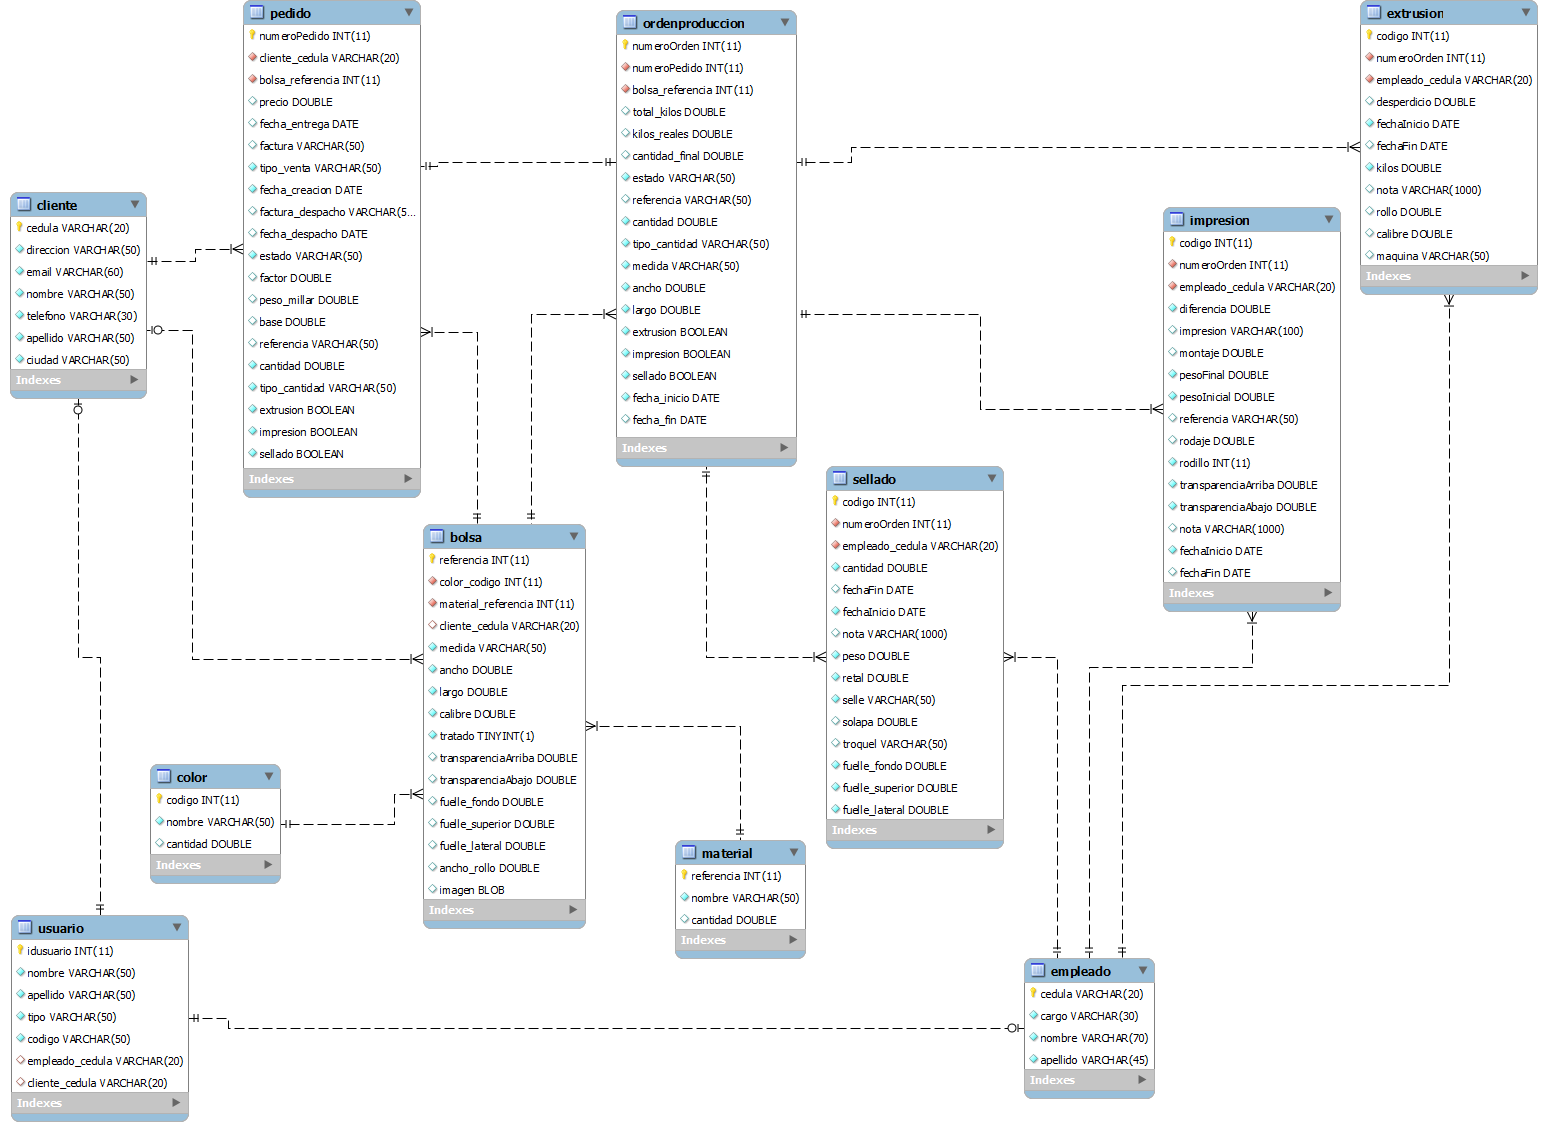 pedido
numeroPedido INT(11)
cliente_cedula VARCHAR(20)
bolsa_referencia INT(11)
precio DOUBLE
fecha_entrega DATE
factura VARCHAR(50)
tipo_venta VARCHAR(50)
fecha_creacion DATE
factura_despacho VARCHAR(5...
fecha_despacho DATE
estado VARCHAR(50)
factor DOUBLE
peso_millar DOUBLE
base DOUBLE
referencia VARCHAR(50)
cantidad DOUBLE
tipo_cantidad VARCHAR(50)
extrusion BOOLEAN
impresion BOOLEAN
sellado BOOLEAN
Indexes
ordenproduccion
numeroOrden INT(11)
numeroPedido INT(11)
bolsa_referencia INT(11)
total_kilos DOUBLE
kilos_reales DOUBLE
cantidad_final DOUBLE
estado VARCHAR(50)
referencia VARCHAR(50)
cantidad DOUBLE
tipo_cantidad VARCHAR(50)
medida VARCHAR(50)
ancho DOUBLE
largo DOUBLE
extrusion BOOLEAN
impresion BOOLEAN
sellado BOOLEAN
fecha_inicio DATE
fecha_fin DATE
Indexes
extrusion
codigo INT(11)
numeroOrden INT(11)
empleado_cedula VARCHAR(20)
desperdicio DOUBLE
fechaInicio DATE
fechaFin DATE
kilos DOUBLE
nota VARCHAR(1000)
rollo DOUBLE
calibre DOUBLE
maquina VARCHAR(50)
Indexes
cliente
cedula VARCHAR(20)
direccion VARCHAR(50)
email VARCHAR(60)
nombre VARCHAR(50)
telefono VARCHAR(30)
apellido VARCHAR(50)
ciudad VARCHAR(50)
Indexes
impresion
codigo INT(11)
numeroOrden INT(11)
empleado_cedula VARCHAR(20)
diferencia DOUBLE
impresion VARCHAR(100)
montaje DOUBLE
pesoFinal DOUBLE
pesoInicial DOUBLE
referencia VARCHAR(50)
rodaje DOUBLE
rodillo INT(11)
transparenciaArriba DOUBLE
transparenciaAbajo DOUBLE
nota VARCHAR(1000)
fechaInicio DATE
fechaFin DATE
Indexes
sellado
codigo INT(11)
numeroOrden INT(11)
empleado_cedula VARCHAR(20)
cantidad DOUBLE
fechaFin DATE
fechaInicio DATE
nota VARCHAR(1000)
peso DOUBLE
retal DOUBLE
selle VARCHAR(50)
solapa DOUBLE
troquel VARCHAR(50)
fuelle_fondo DOUBLE
fuelle_superior DOUBLE
fuelle_lateral DOUBLE
Indexes
bolsa
referencia INT(11)
color_codigo INT(11)
material_referencia INT(11)
cliente_cedula VARCHAR(20)
medida VARCHAR(50)
ancho DOUBLE
largo DOUBLE
calibre DOUBLE
tratado TINYINT(1)
transparenciaArriba DOUBLE
transparenciaAbajo DOUBLE
fuelle_fondo DOUBLE
fuelle_superior DOUBLE
fuelle_lateral DOUBLE
ancho_rollo DOUBLE
imagen BLOB
Indexes
color
codigo INT(11)
nombre VARCHAR(50)
cantidad DOUBLE
Indexes
material
referencia INT(11)
nombre VARCHAR(50)
cantidad DOUBLE
Indexes
usuario
idusuario INT(11)
nombre VARCHAR(50)
apellido VARCHAR(50)
tipo VARCHAR(50)
codigo VARCHAR(50)
empleado_cedula VARCHAR(20)
cliente_cedula VARCHAR(20)
Indexes
empleado
cedula VARCHAR(20)
cargo VARCHAR(30)
nombre VARCHAR(70)
apellido VARCHAR(45)
Indexes